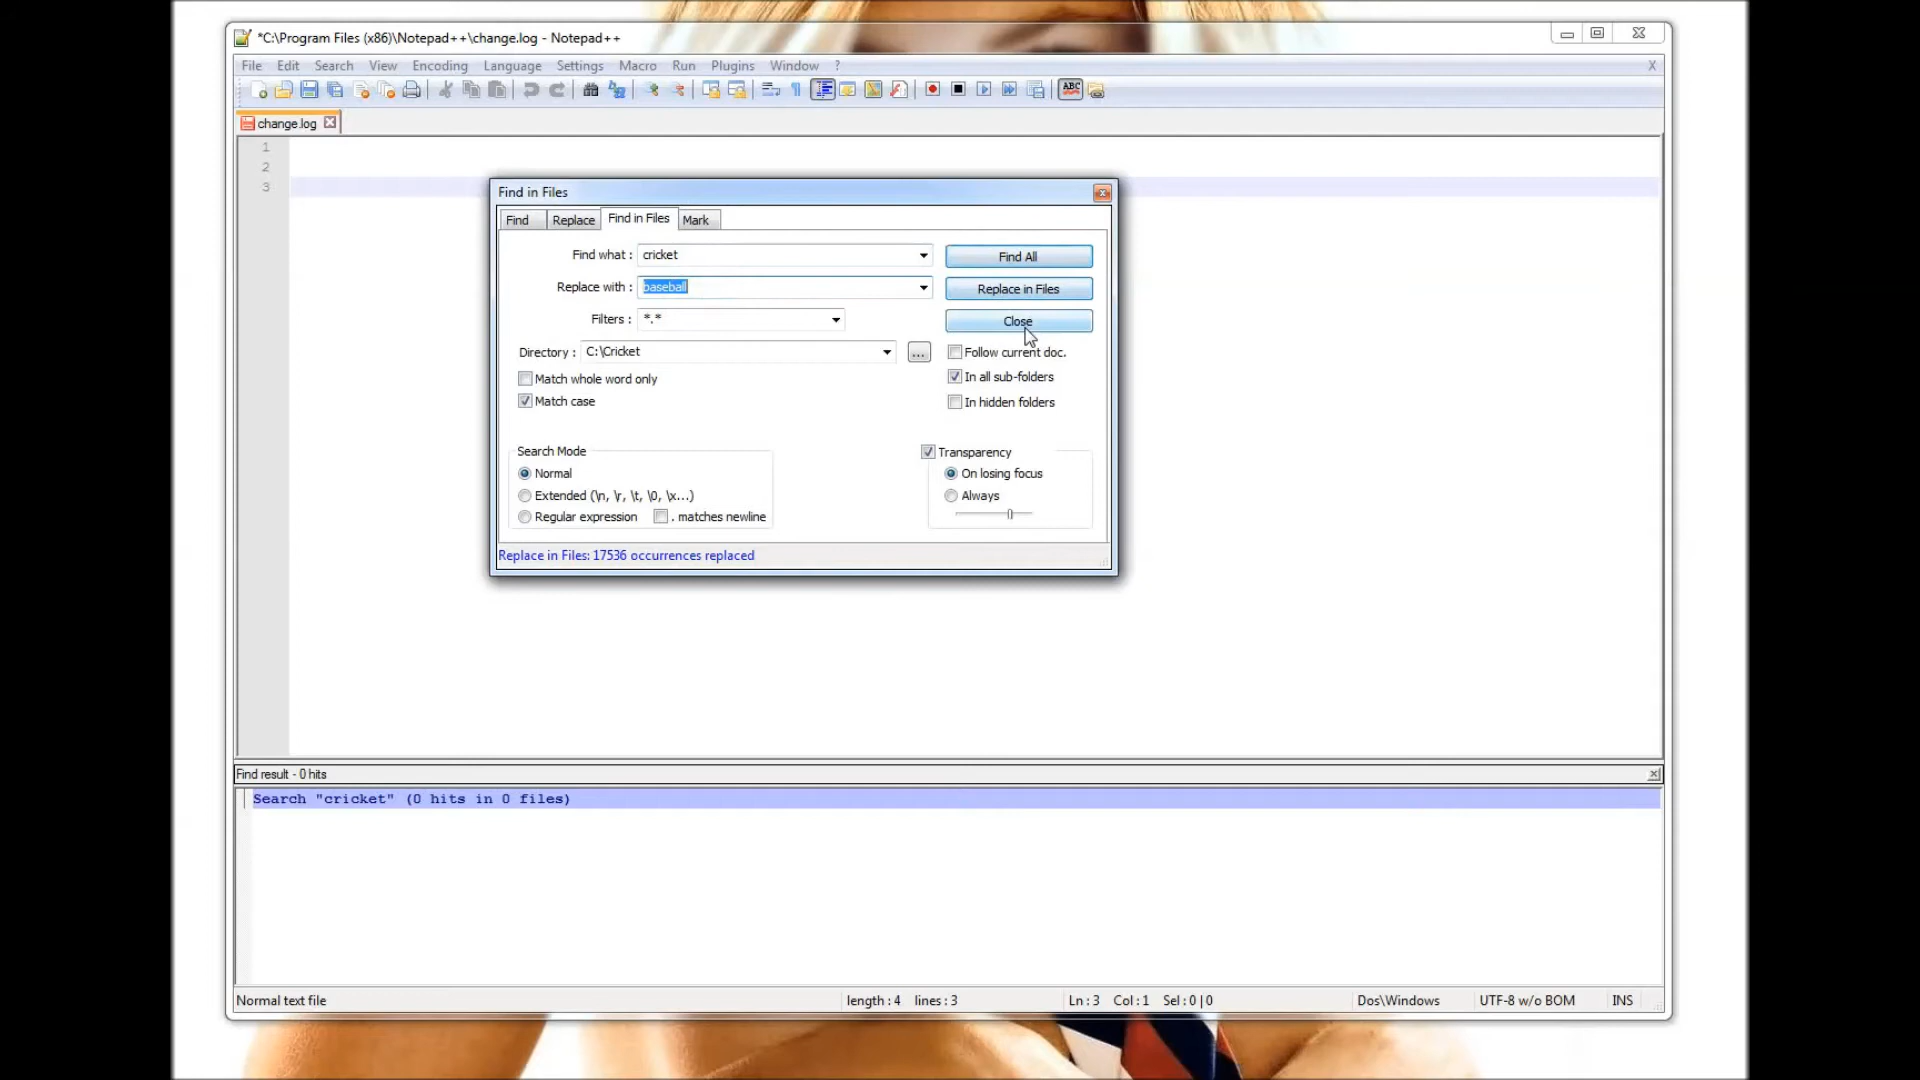 *C:\Program Files (x86)\Notepad++\change.log - Notepad++
File Edit Search View Encoding Language Settings Macro Run Plugins Window ? X
ABC
change.log
1
2
3
Find in Files
Find Replace Find in Files Mark
Find what : cricket Find All
Replace with : baseball Replace in Files
Filters : *.* Close
Directory : C:\Cricket ... Follow current doc.
Match whole word only In all sub-folders
Match case In hidden folders
Search Mode Transparency
Normal On losing focus
Extended (\n, \r, \t, \0, \x...) Always
Regular expression . matches newline
Replace in Files: 17536 occurrences replaced
Find result - 0 hits
Search "cricket" (0 hits in 0 files)
Normal text file length : 4 lines : 3 Ln : 3 Col : 1 Sel : 0 | 0 Dos\Windows UTF-8 w/o BOM INS